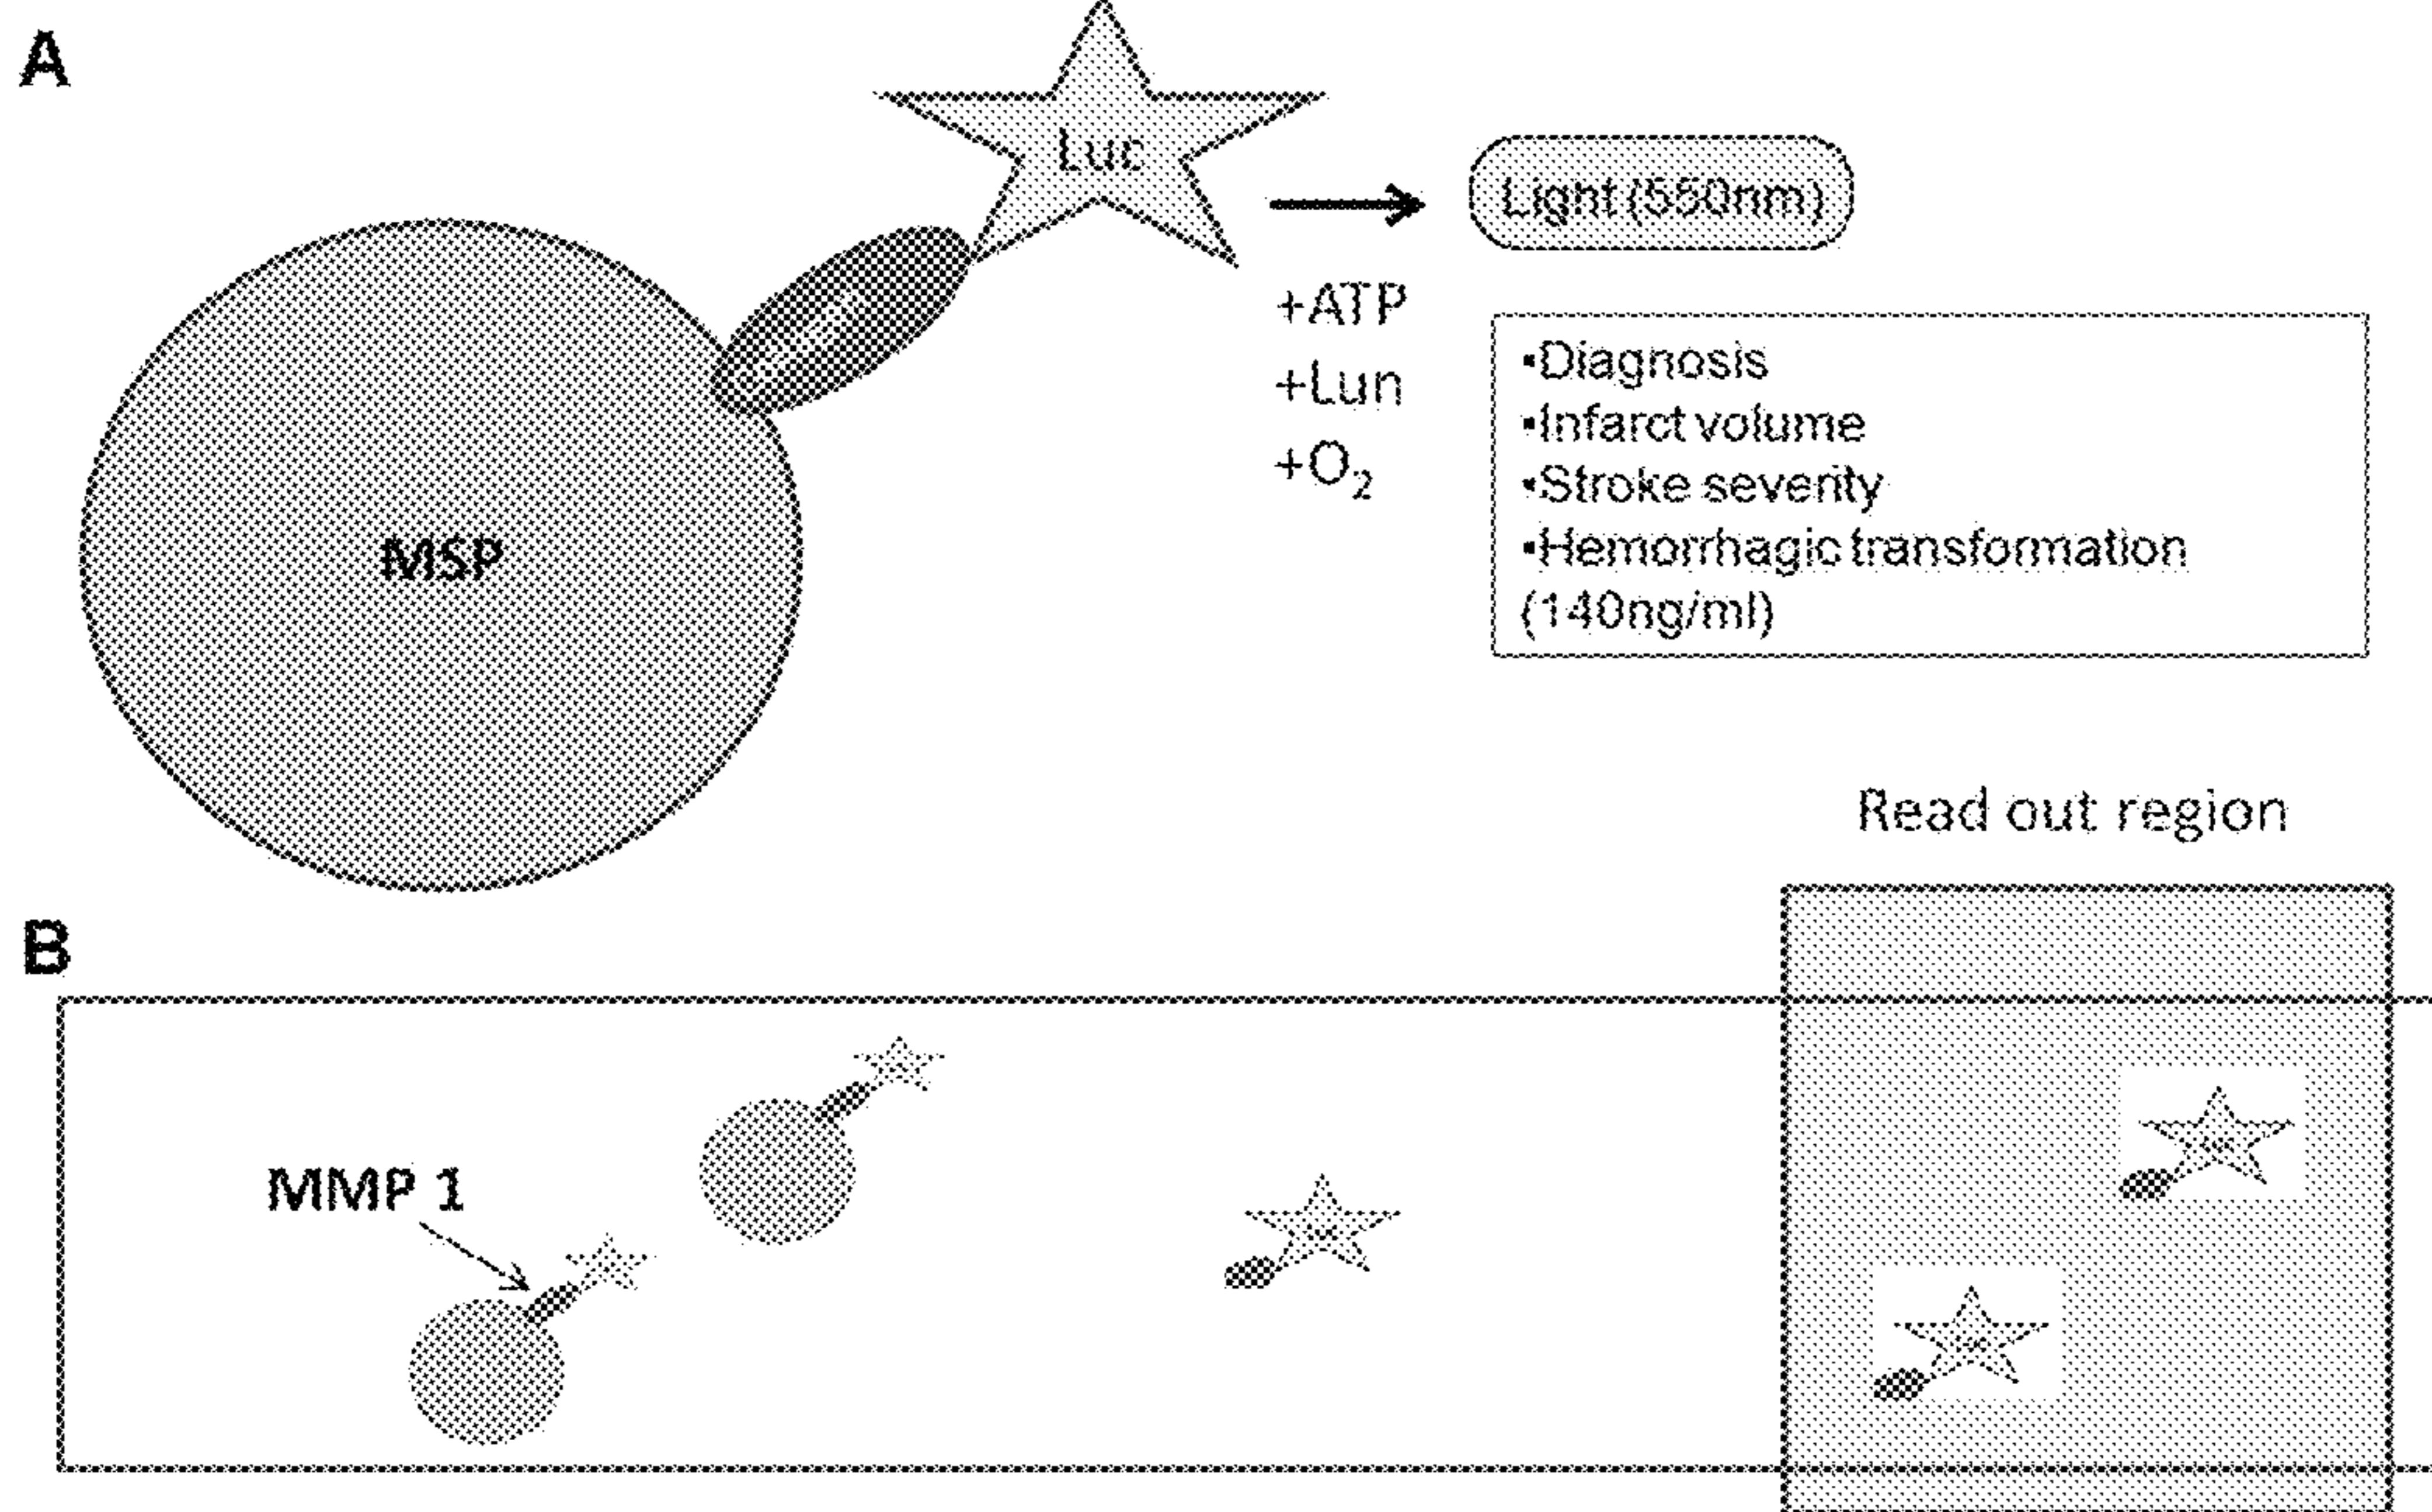 A
Luc
Light (550nm)
+ATP
+Lun
+O₂
▪Diagnosis
▪Infarct volume
▪Stroke severity
▪Hemorrhagic transformation
(140ng/ml)
MSP
Read out region
B
MMP 1